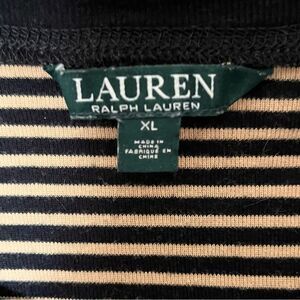 LAUREN
RALPH LAUREN
XL
MADE IN
CHINA
FABRIQUÉ EN
CHINE